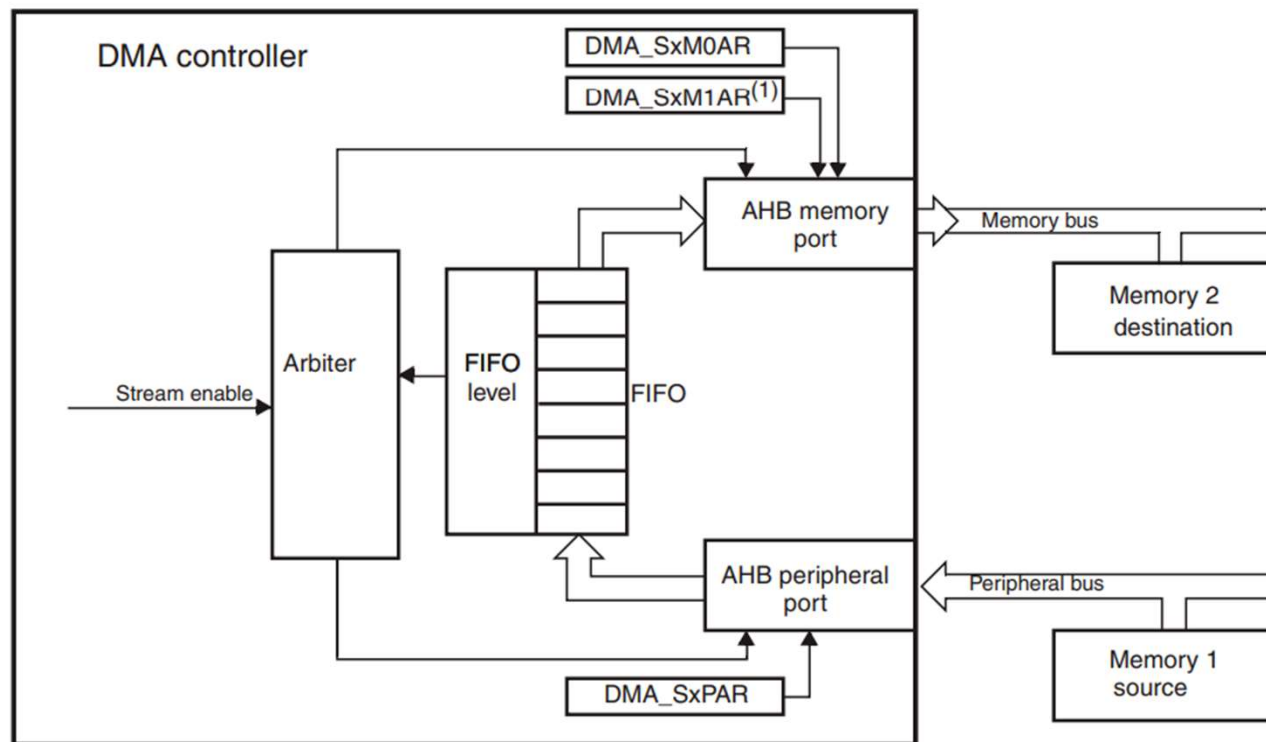 DMA controller
DMA_SxM0AR
DMA_SxM1AR(1)
AHB memory
port
Memory bus
Memory 2
destination
Arbiter
Stream enable
FIFO
level
FIFO
AHB peripheral
port
Peripheral bus
Memory 1
source
DMA_SxPAR